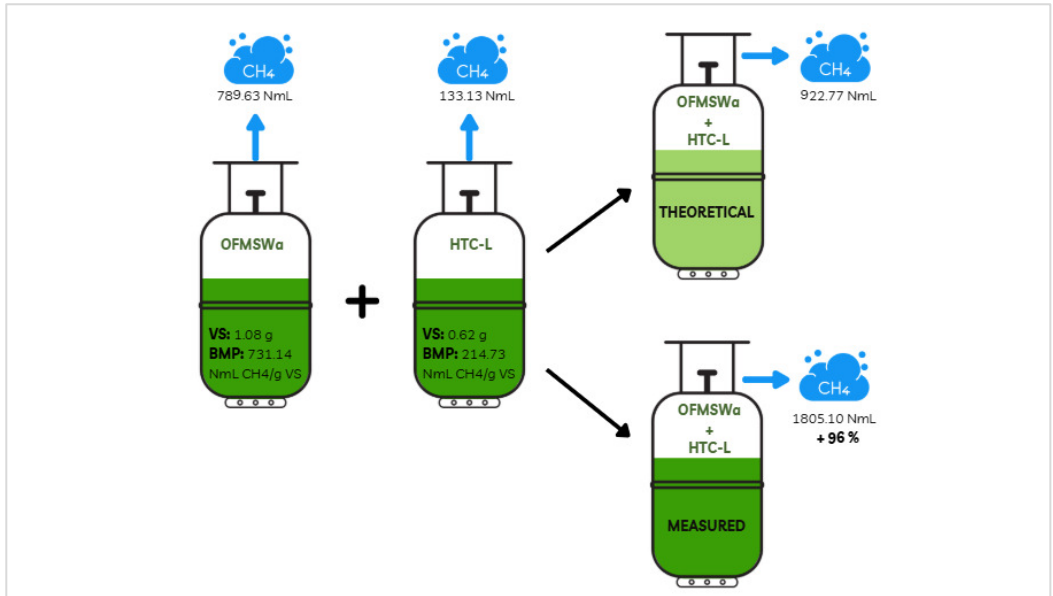 CH₄
789.63 NmL
CH₄
133.13 NmL
CH₄
922.77 NmL
OFMSWa
VS: 1.08 g
BMP: 731.14
NmL CH4/g VS
+
HTC-L
VS: 0.62 g
BMP: 214.73
NmL CH4/g VS
OFMSWa
+
HTC-L
THEORETICAL
CH₄
1805.10 NmL
+ 96 %
OFMSWa
+
HTC-L
MEASURED